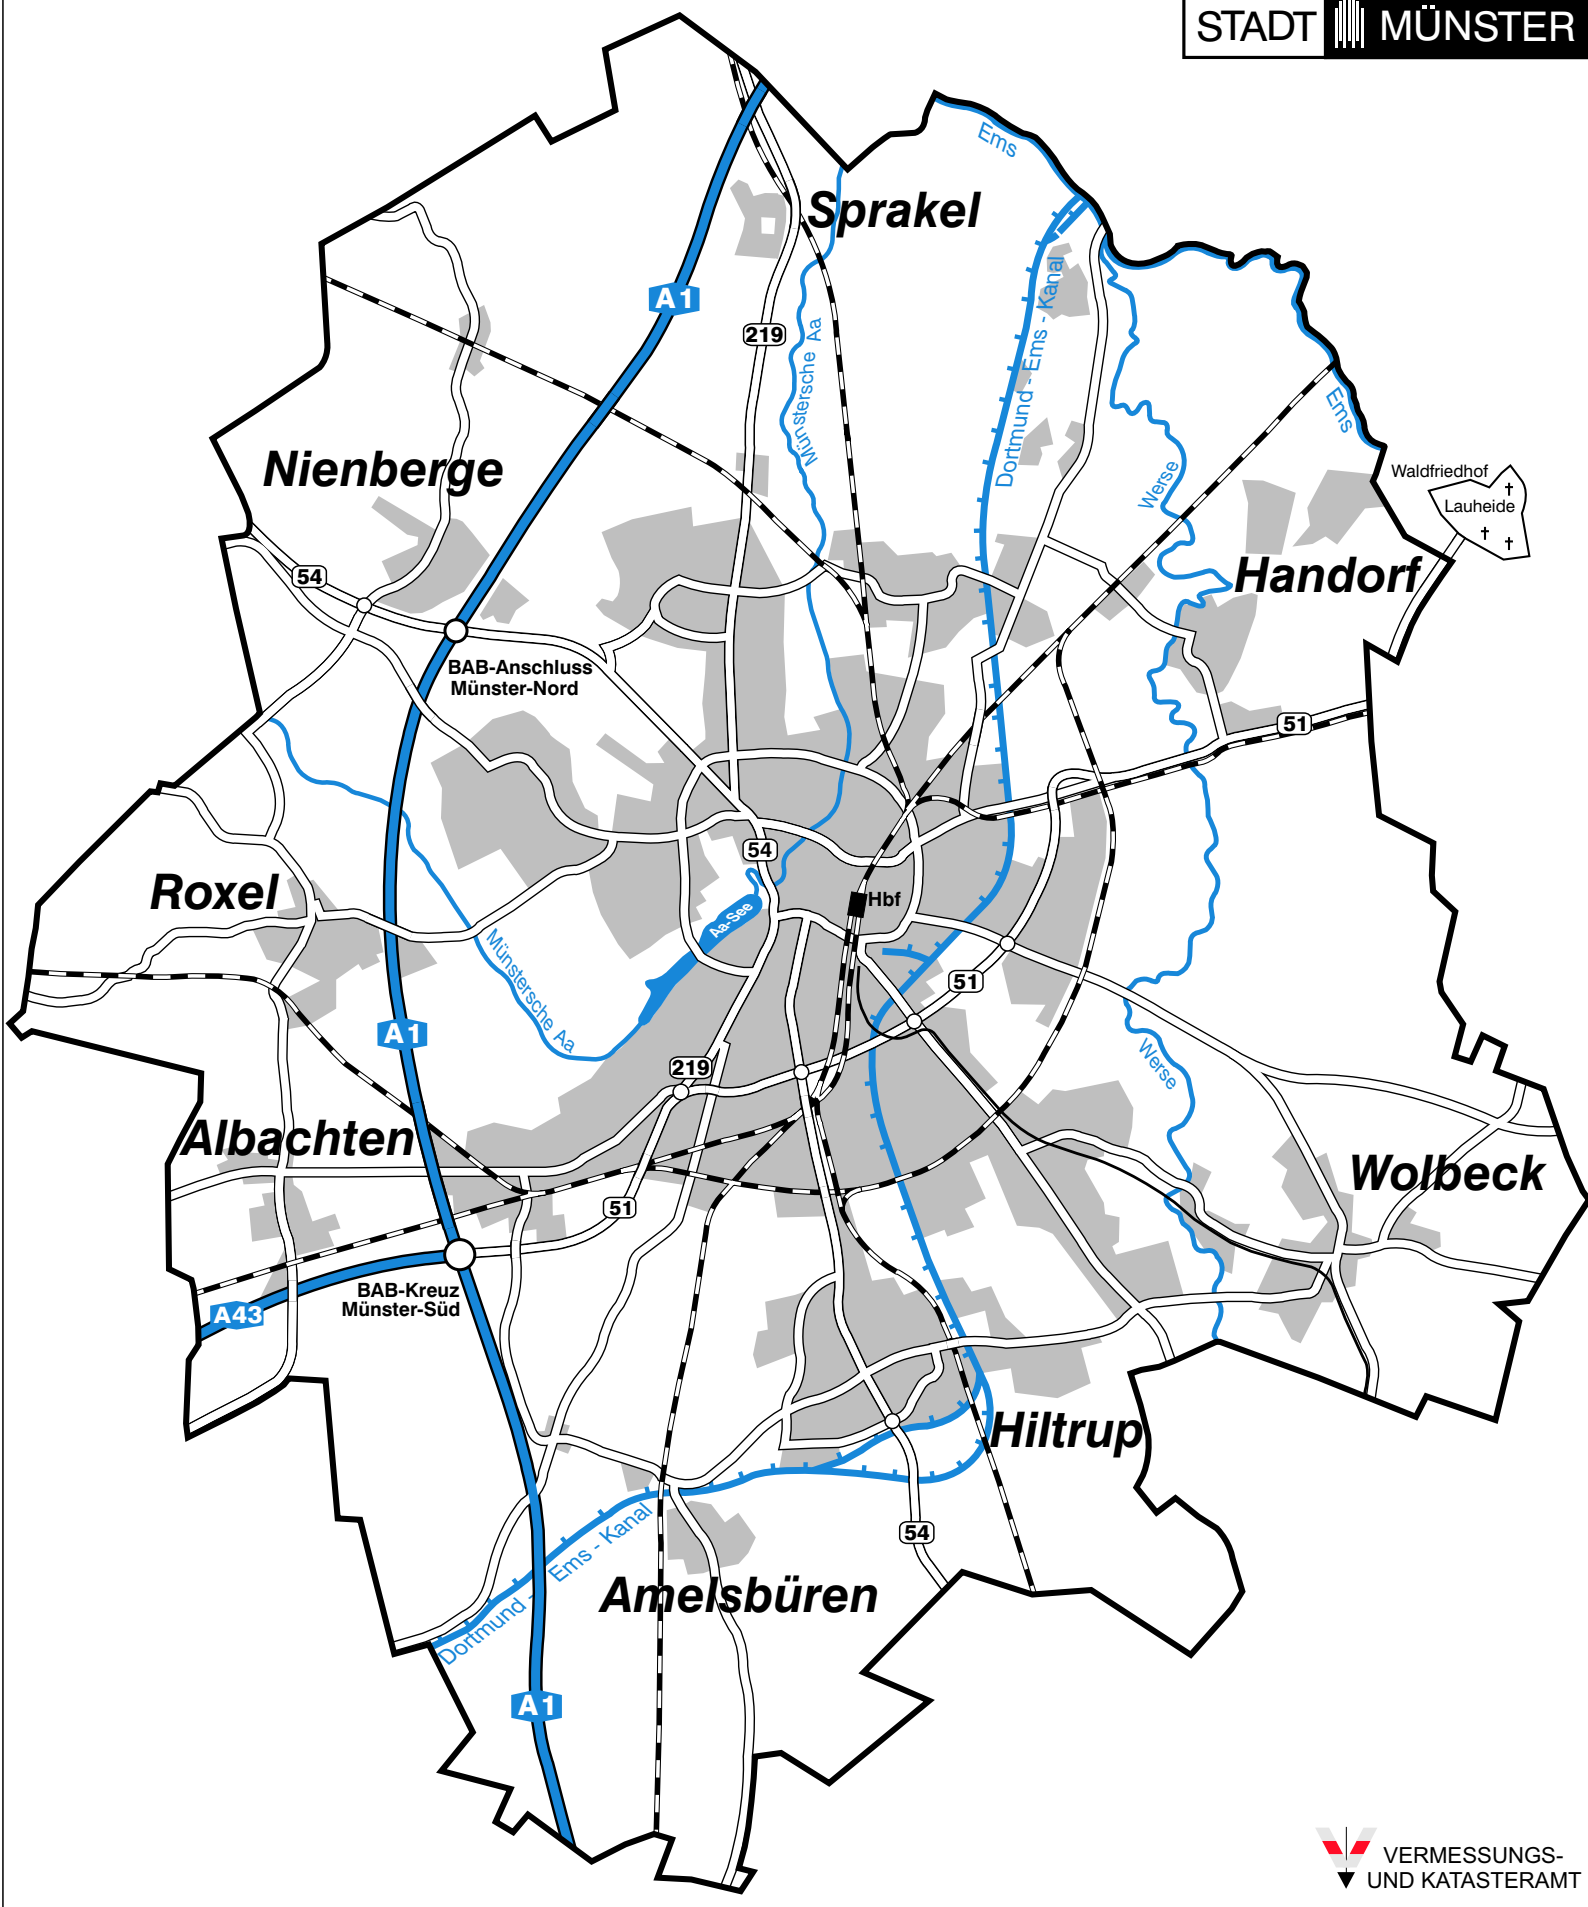 STADT MÜNSTER
Ems
Sprakel
Dortmund - Ems - Kanal
A1
219
Münstersche Aa
Ems
Nienberge
Werse
Waldfriedhof
Lauheide
Handorf
54
BAB-Anschluss
Münster-Nord
51
54
Roxel
Hbf
Aa-See
Münstersche Aa
51
A1
219
Werse
Albachten
Wolbeck
51
BAB-Kreuz
Münster-Süd
A43
Hiltrup
54
Dortmund - Ems - Kanal
Amelsbüren
A1
VERMESSUNGS-
UND KATASTERAMT